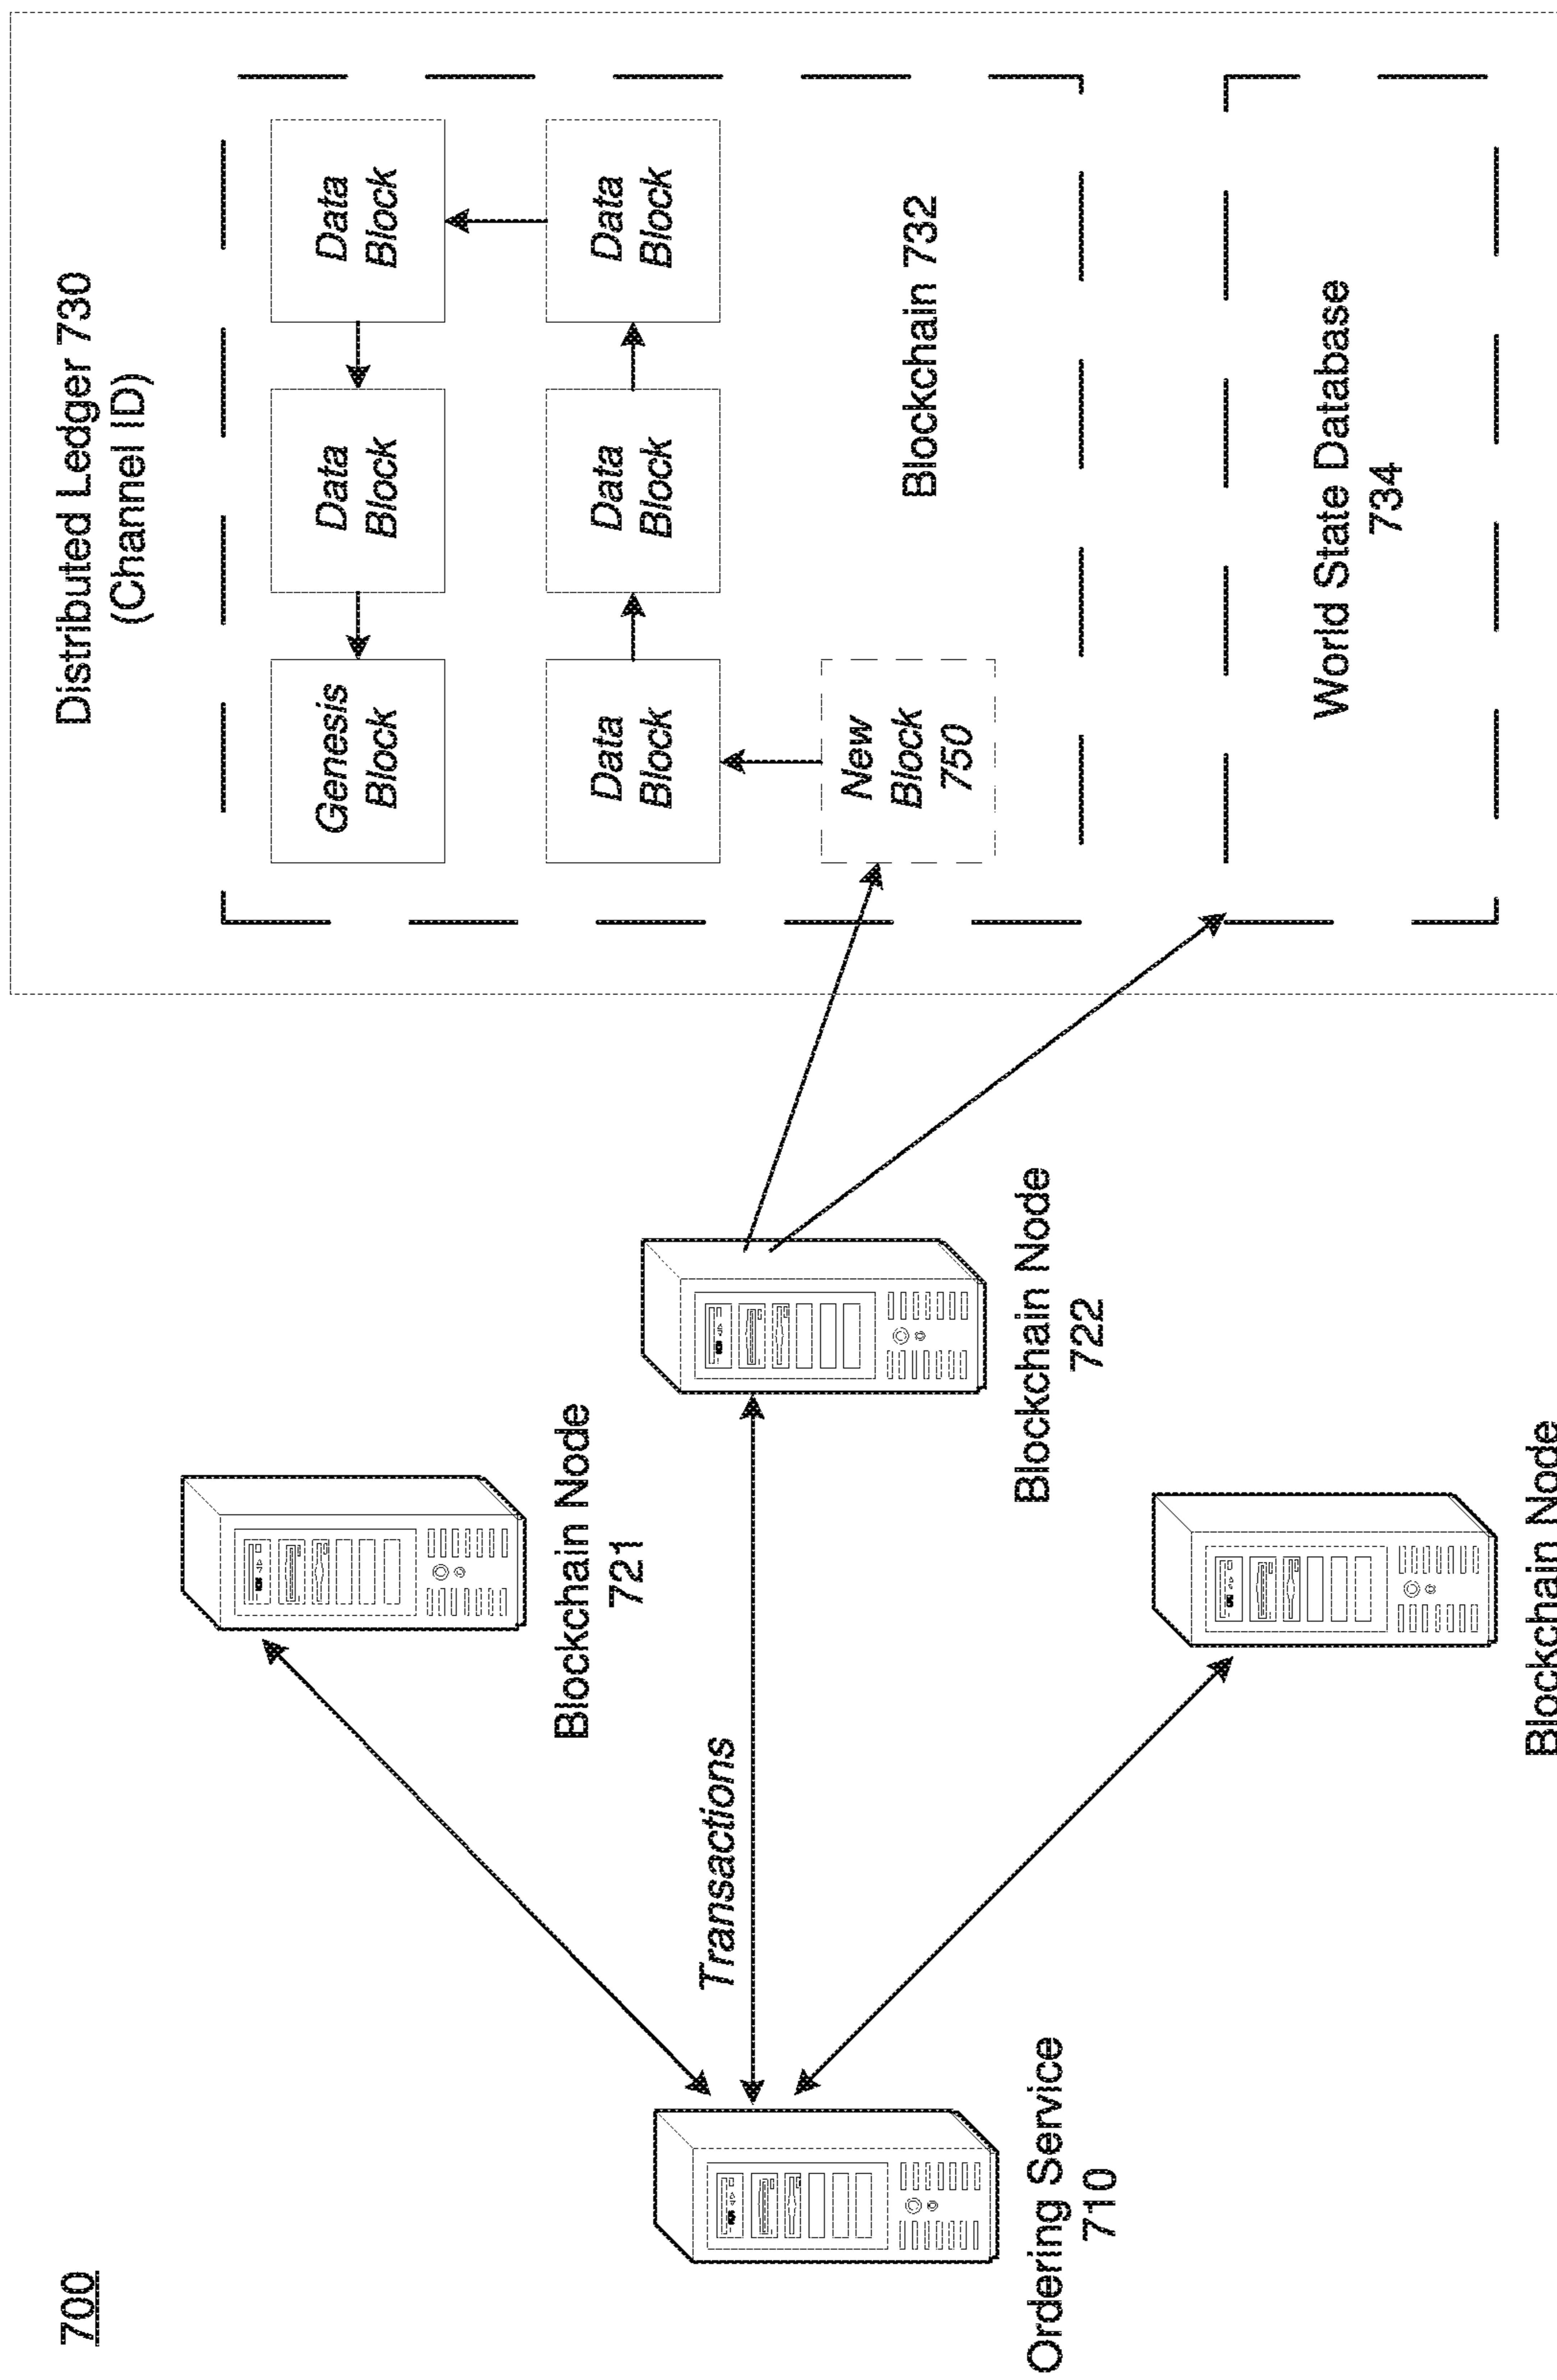 700
Distributed Ledger 730
(Channel ID)
Genesis
Block
Data
Block
Data
Block
Data
Block
Data
Block
Data
Block
New
Block
750
Blockchain 732
World State Database
734
Blockchain Node
721
Transactions
Blockchain Node
722
Ordering Service
710
Blockchain Node